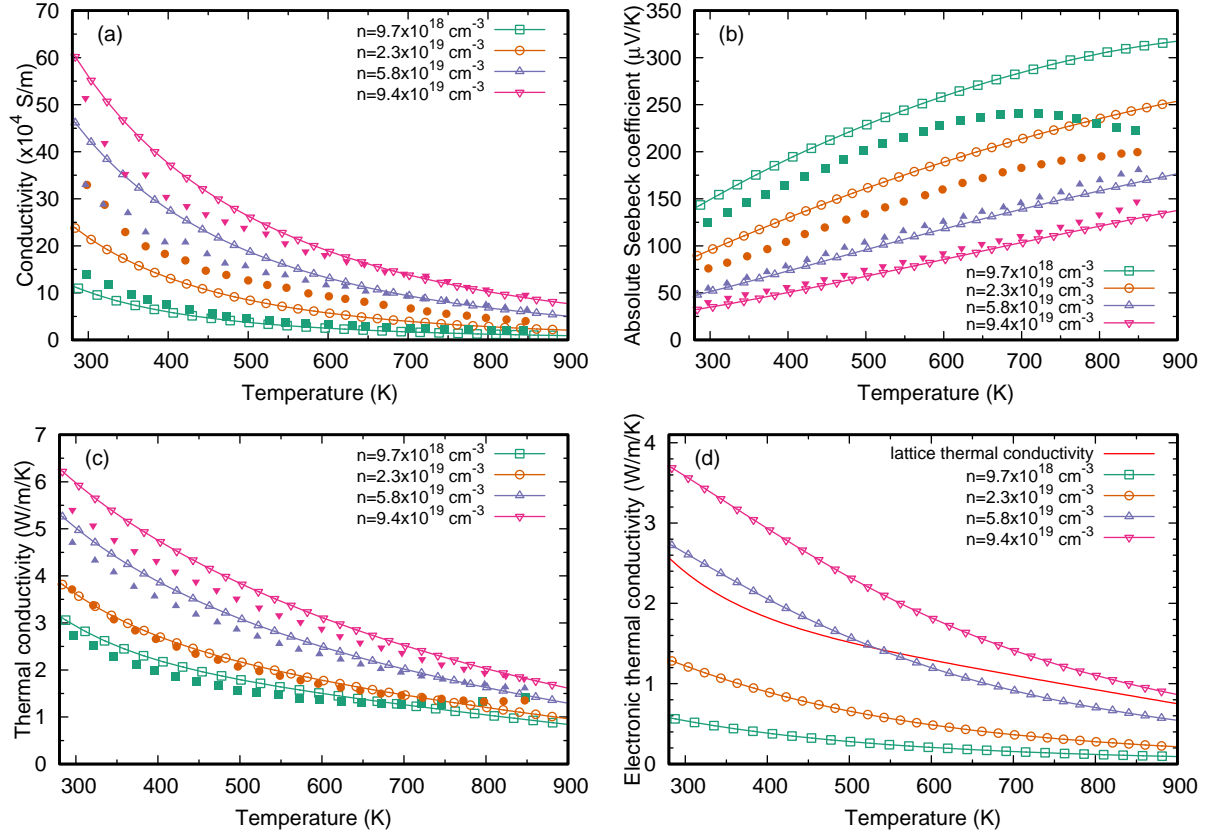 (a)
n=9.7x10^18 cm^-3
n=2.3x10^19 cm^-3
n=5.8x10^19 cm^-3
n=9.4x10^19 cm^-3
Conductivity (x10^4 S/m)
70
60
50
40
30
20
10
0
300 400 500 600 700 800 900
Temperature (K)
(b)
Absolute Seebeck coefficient (μV/K)
350
300
250
200
150
100
50
0
n=9.7x10^18 cm^-3
n=2.3x10^19 cm^-3
n=5.8x10^19 cm^-3
n=9.4x10^19 cm^-3
300 400 500 600 700 800 900
Temperature (K)
(c)
n=9.7x10^18 cm^-3
n=2.3x10^19 cm^-3
n=5.8x10^19 cm^-3
n=9.4x10^19 cm^-3
Thermal conductivity (W/m/K)
7
6
5
4
3
2
1
0
300 400 500 600 700 800 900
Temperature (K)
(d)
lattice thermal conductivity
n=9.7x10^18 cm^-3
n=2.3x10^19 cm^-3
n=5.8x10^19 cm^-3
n=9.4x10^19 cm^-3
Electronic thermal conductivity (W/m/K)
4
3
2
1
0
300 400 500 600 700 800 900
Temperature (K)